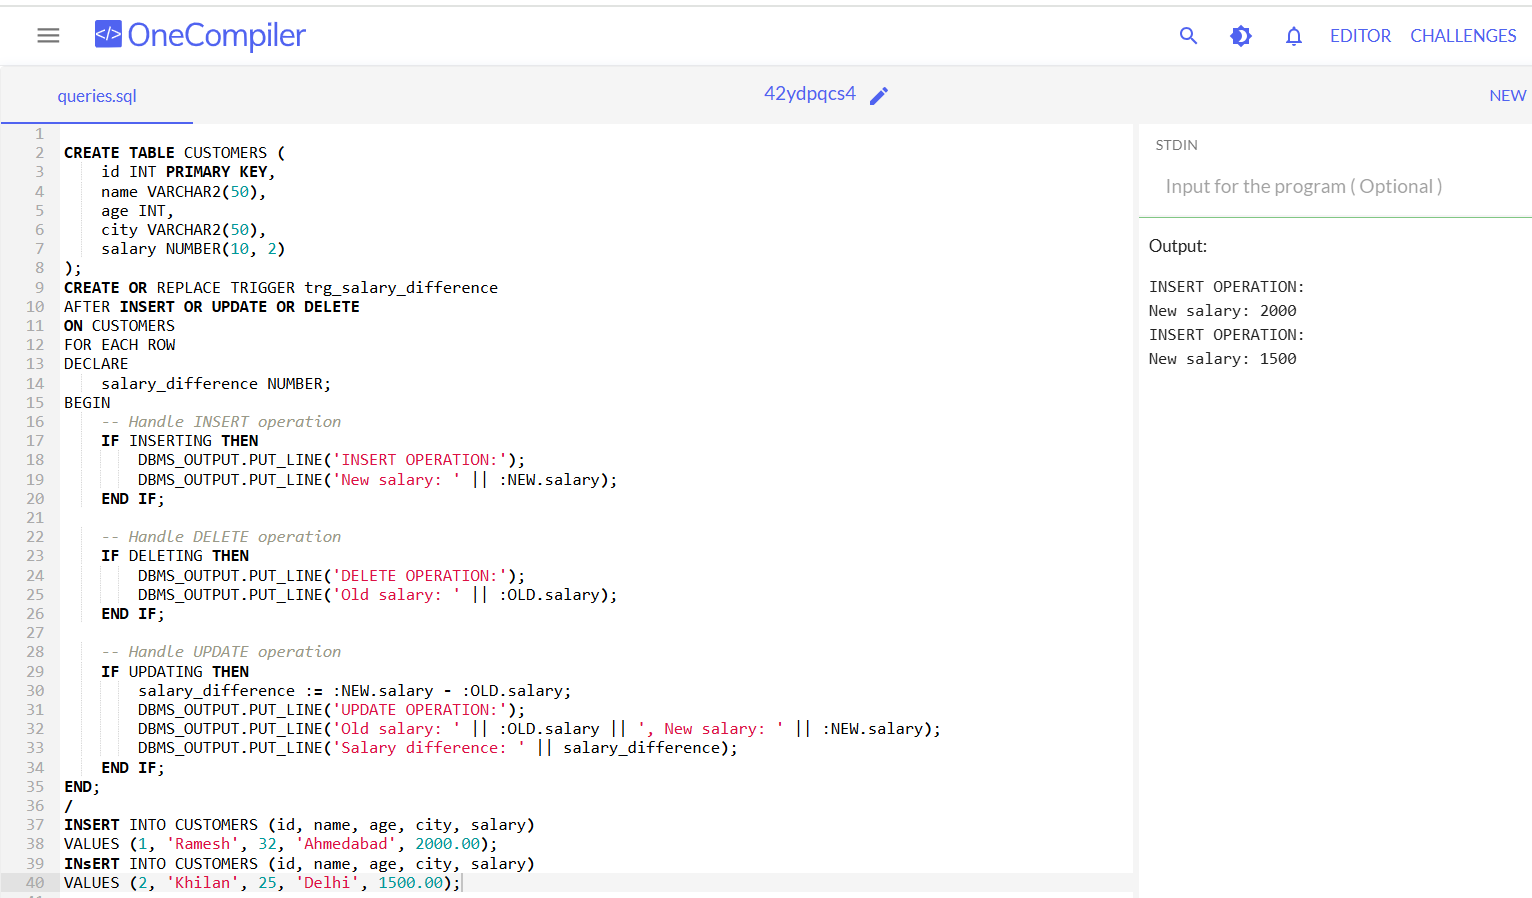 </> OneCompiler
EDITOR CHALLENGES
queries.sql
42ydpqcs4
NEW
1
2 CREATE TABLE CUSTOMERS (
3     id INT PRIMARY KEY,
4     name VARCHAR2(50),
5     age INT,
6     city VARCHAR2(50),
7     salary NUMBER(10, 2)
8 );
9 CREATE OR REPLACE TRIGGER trg_salary_difference
10 AFTER INSERT OR UPDATE OR DELETE
11 ON CUSTOMERS
12 FOR EACH ROW
13 DECLARE
14     salary_difference NUMBER;
15 BEGIN
16     -- Handle INSERT operation
17     IF INSERTING THEN
18         DBMS_OUTPUT.PUT_LINE('INSERT OPERATION:');
19         DBMS_OUTPUT.PUT_LINE('New salary: ' || :NEW.salary);
20     END IF;
21
22     -- Handle DELETE operation
23     IF DELETING THEN
24         DBMS_OUTPUT.PUT_LINE('DELETE OPERATION:');
25         DBMS_OUTPUT.PUT_LINE('Old salary: ' || :OLD.salary);
26     END IF;
27
28     -- Handle UPDATE operation
29     IF UPDATING THEN
30         salary_difference := :NEW.salary - :OLD.salary;
31         DBMS_OUTPUT.PUT_LINE('UPDATE OPERATION:');
32         DBMS_OUTPUT.PUT_LINE('Old salary: ' || :OLD.salary || ', New salary: ' || :NEW.salary);
33         DBMS_OUTPUT.PUT_LINE('Salary difference: ' || salary_difference);
34     END IF;
35 END;
36 /
37 INSERT INTO CUSTOMERS (id, name, age, city, salary)
38 VALUES (1, 'Ramesh', 32, 'Ahmedabad', 2000.00);
39 INsERT INTO CUSTOMERS (id, name, age, city, salary)
40 VALUES (2, 'Khilan', 25, 'Delhi', 1500.00);
STDIN
Input for the program ( Optional )
Output:
INSERT OPERATION:
New salary: 2000
INSERT OPERATION:
New salary: 1500